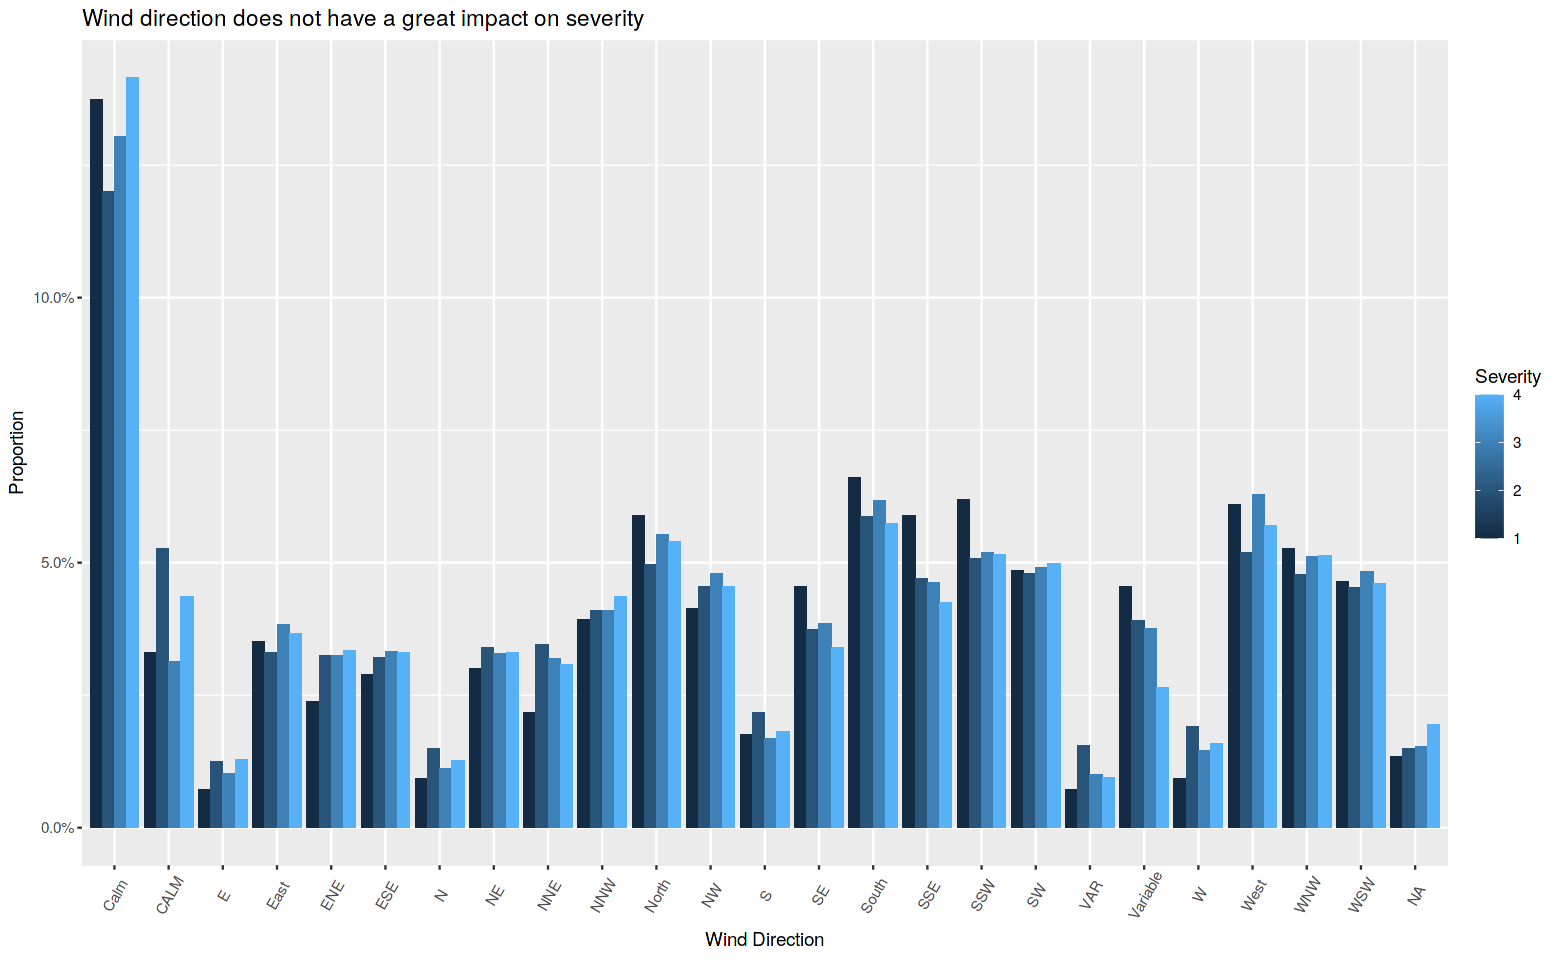 Wind direction does not have a great impact on severity
Proportion
10.0%
5.0%
0.0%
Calm CALM E East ENE ESE N NE NNE NNW North NW S SE South SSE SSW SW VAR Variable W West WNW WSW NA
Wind Direction
Severity
4
3
2
1